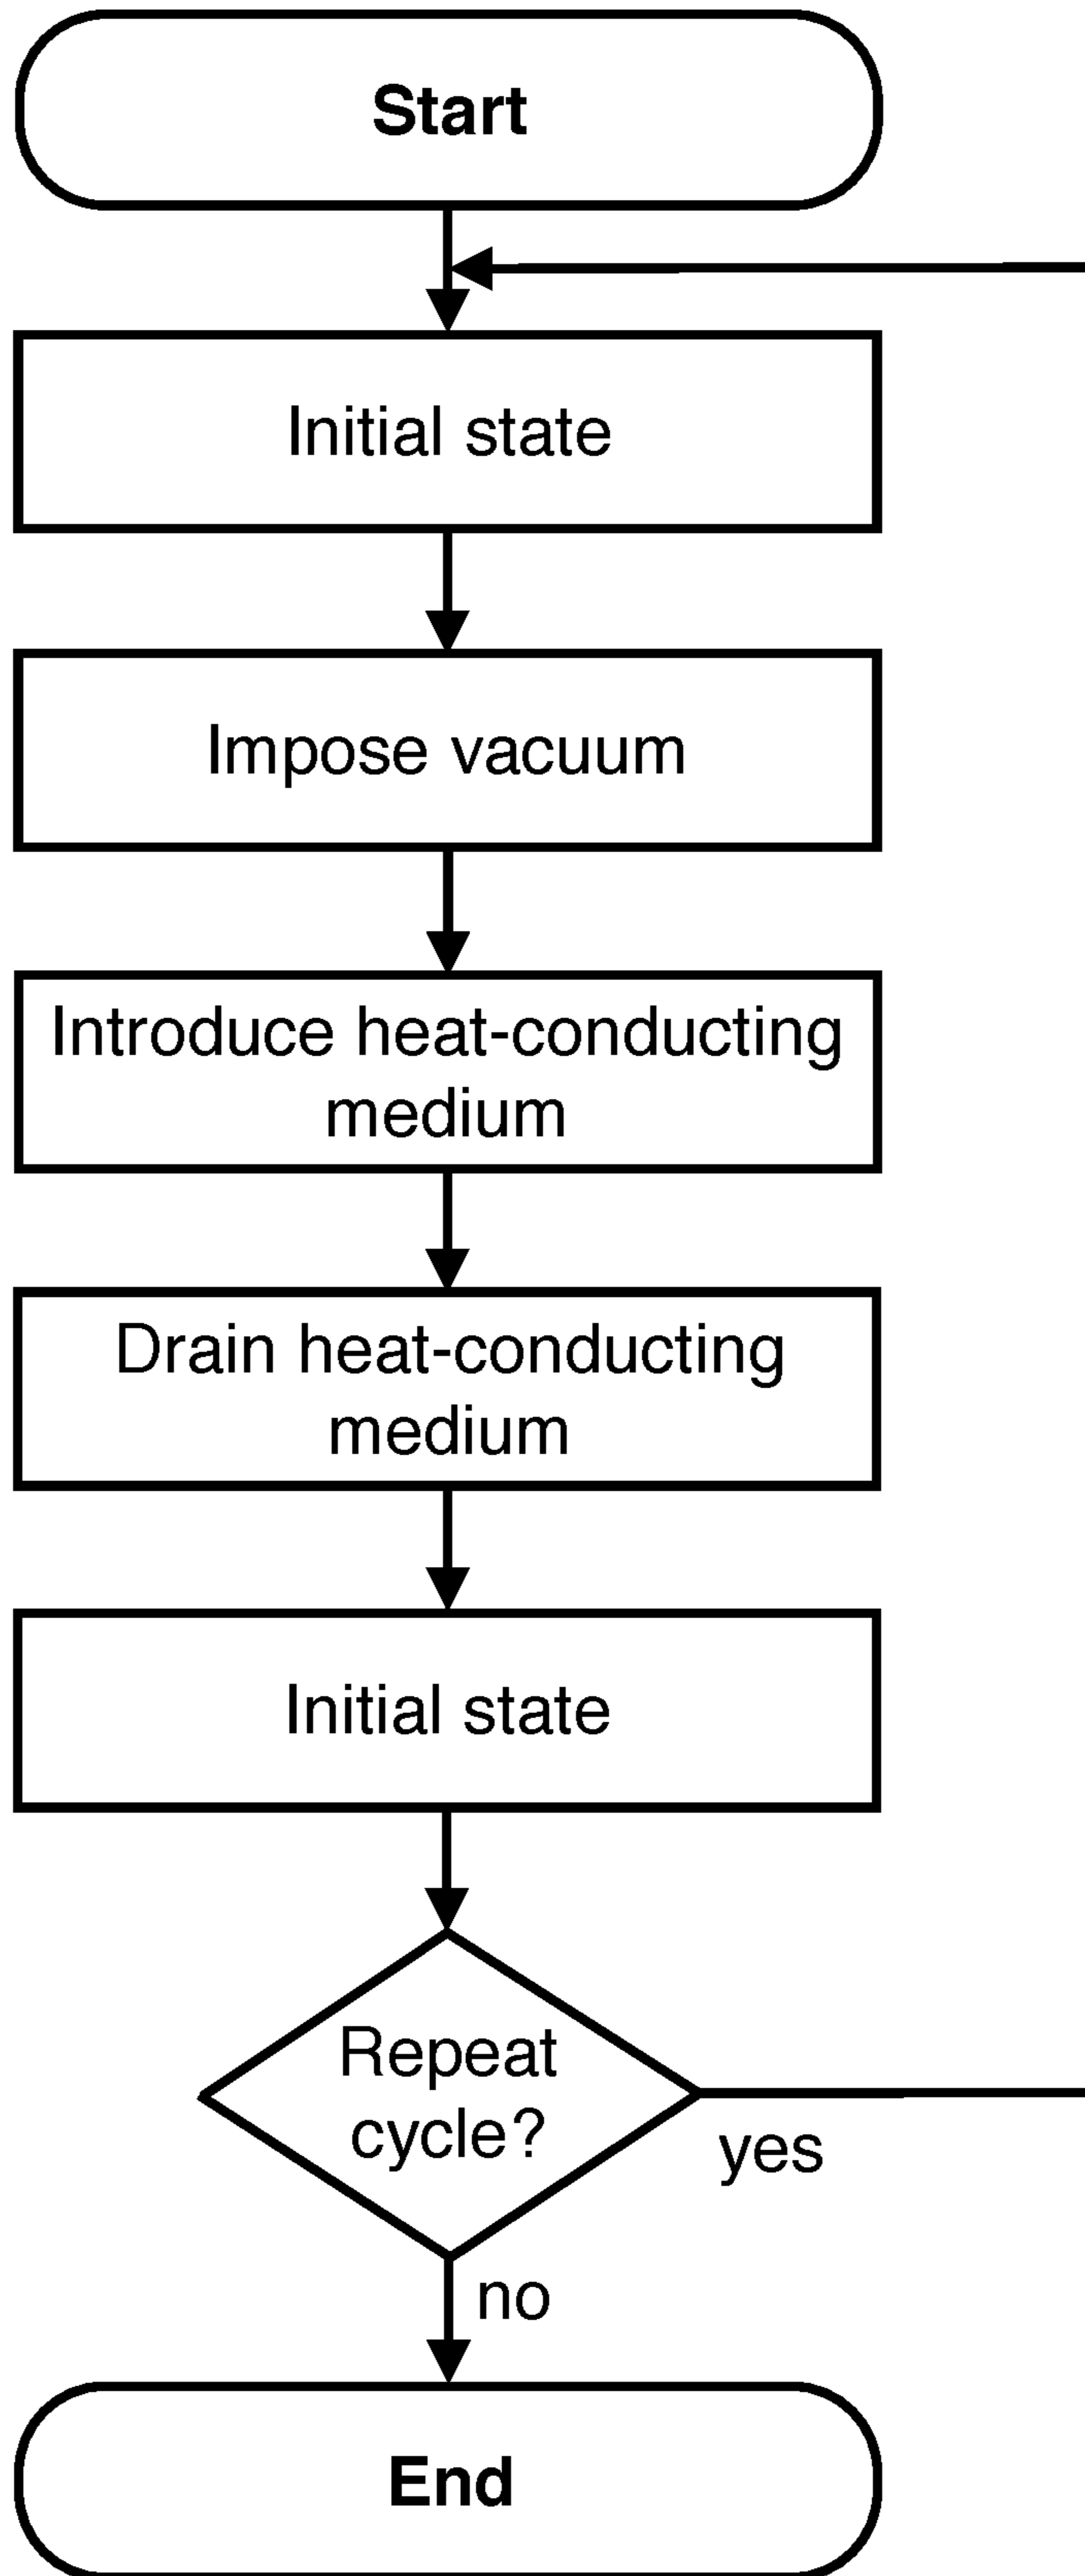 Start
Initial state
Impose vacuum
Introduce heat-conducting
medium
Drain heat-conducting
medium
Initial state
Repeat
cycle?
yes
no
End